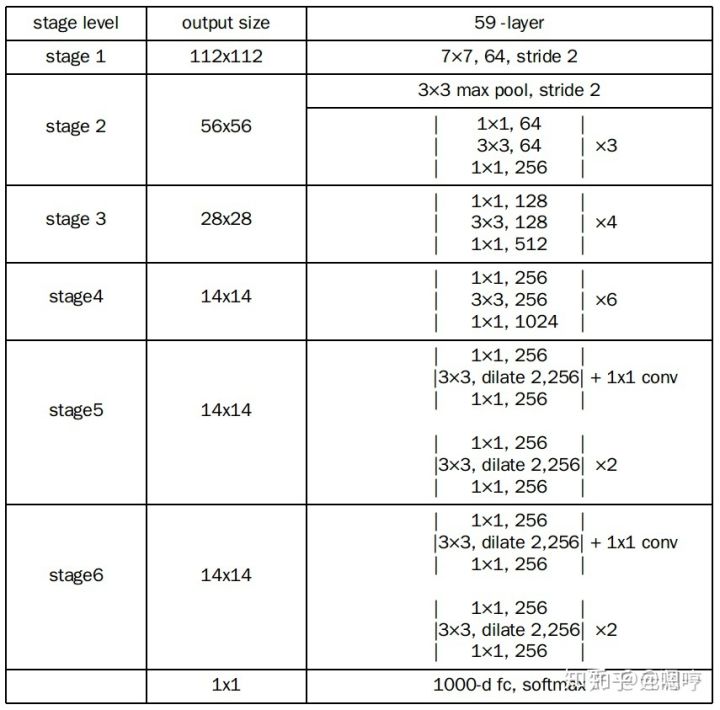 stage level output size 59 -layer
stage 1 112x112 7×7, 64, stride 2
3×3 max pool, stride 2
stage 2 56x56
| 1×1, 64 |
| 3×3, 64 | ×3
| 1×1, 256 |
stage 3 28x28
| 1×1, 128 |
| 3×3, 128 | ×4
| 1×1, 512 |
stage4 14x14
| 1×1, 256 |
| 3×3, 256 | ×6
| 1×1, 1024 |
stage5 14x14
| 1×1, 256 |
|3×3, dilate 2,256| + 1x1 conv
| 1×1, 256 |
| 1×1, 256 |
|3×3, dilate 2,256| ×2
| 1×1, 256 |
stage6 14x14
| 1×1, 256 |
|3×3, dilate 2,256| + 1x1 conv
| 1×1, 256 |
| 1×1, 256 |
|3×3, dilate 2,256| ×2
| 1×1, 256 |
1x1 1000-d fc, softmax
知乎 @嗯哼